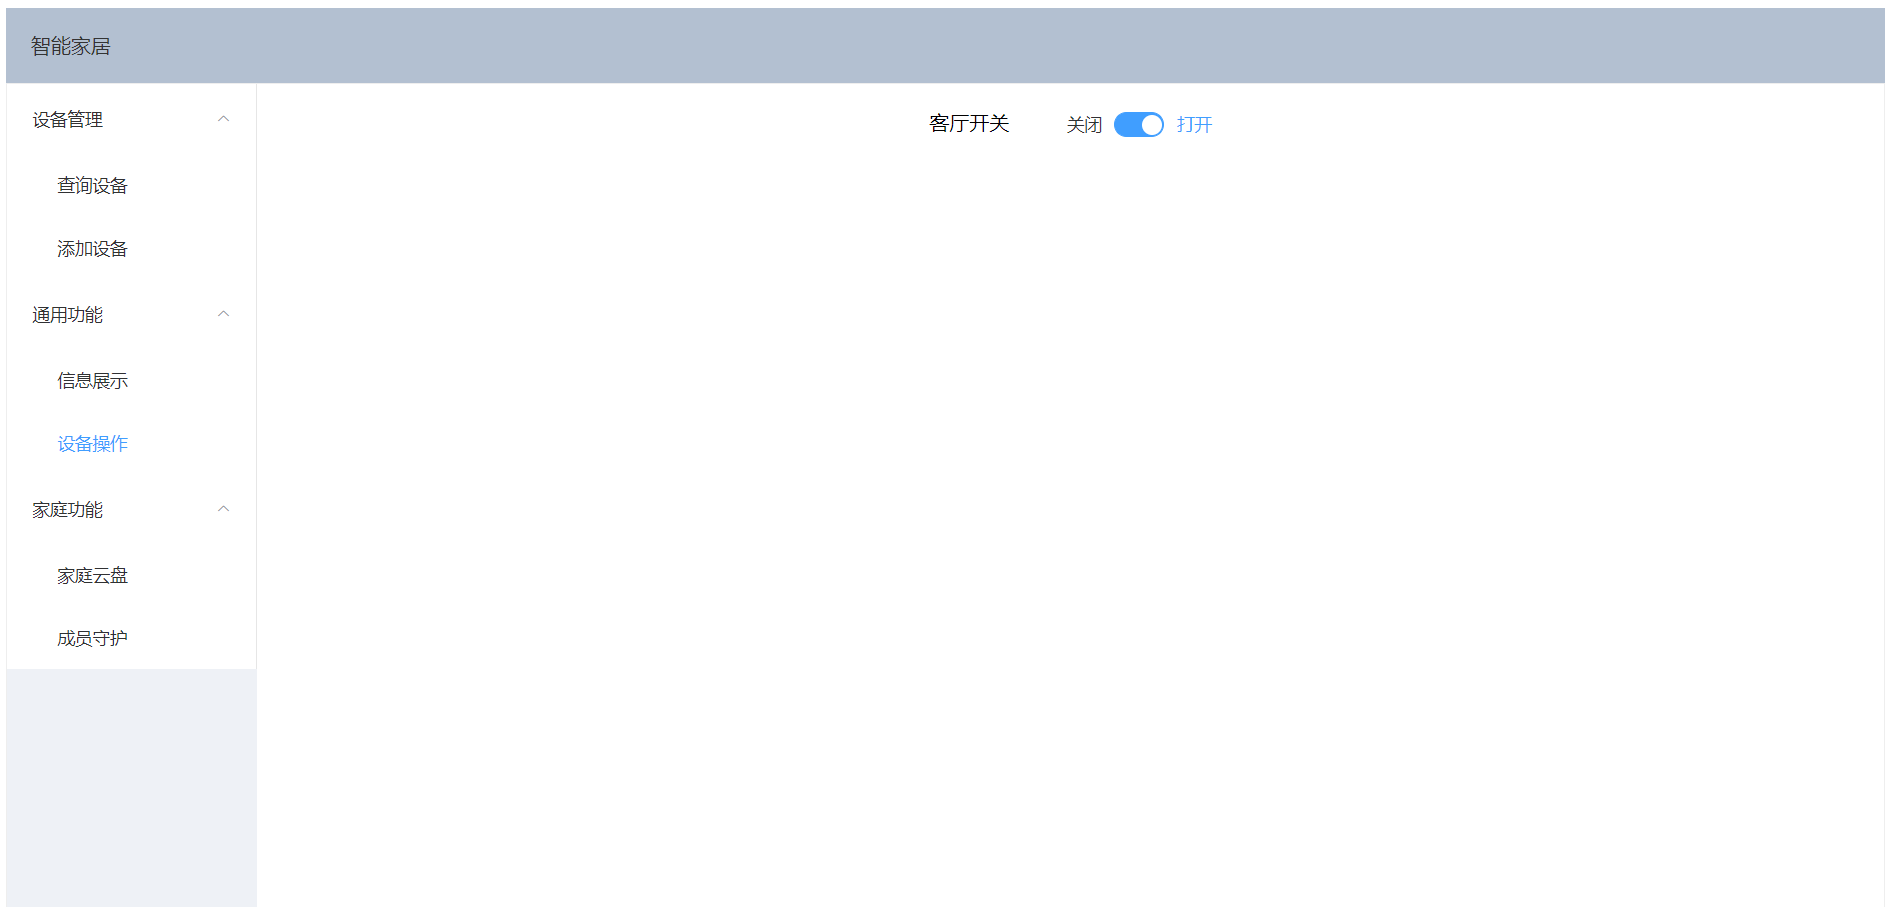 智能家居
设备管理
客厅开关 关闭 打开
查询设备
添加设备
通用功能
信息展示
设备操作
家庭功能
家庭云盘
成员守护